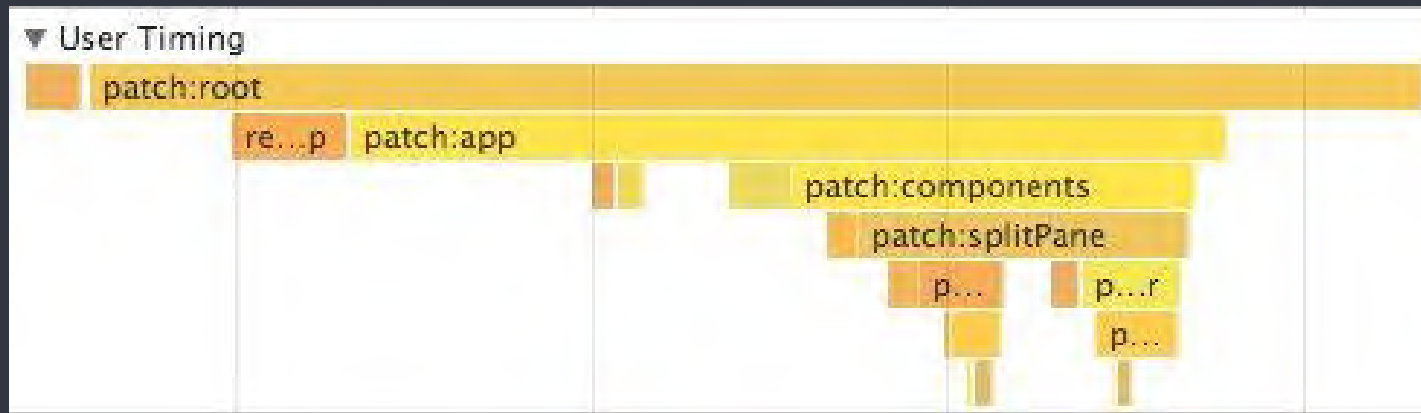 ▼ User Timing
patch:root
re...p patch:app
patch:components
patch:splitPane
p... p...r
p...